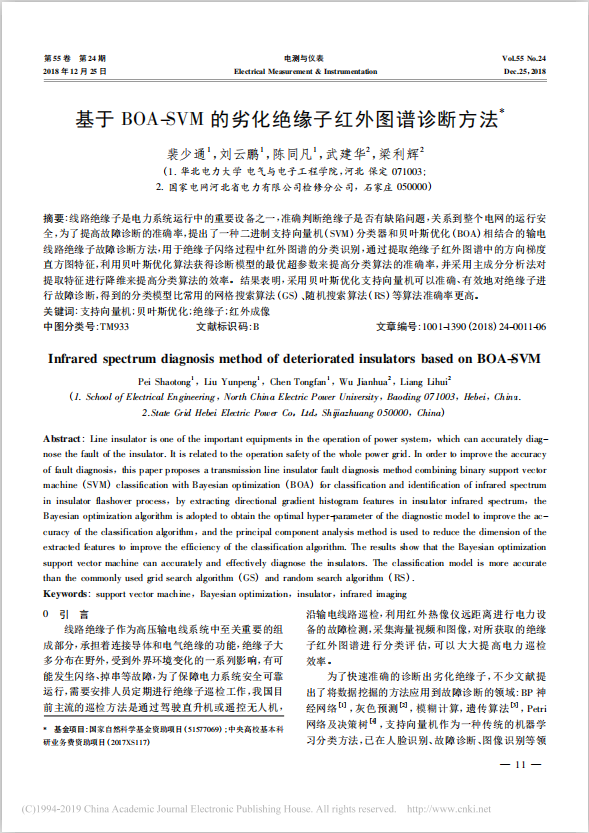 第55卷 第24期
2018年12月25日
电测与仪表
Electrical Measurement & Instrumentation
Vol.55 No.24
Dec.25,2018
基于 BOA-SVM 的劣化绝缘子红外图谱诊断方法*
裴少通1,刘云鹏1,陈同凡1,武建华2,梁利辉2
(1.华北电力大学 电气与电子工程学院,河北 保定 071003;
2.国家电网河北省电力有限公司检修分公司,石家庄 050000)
摘要:线路绝缘子是电力系统运行中的重要设备之一,准确判断绝缘子是否有缺陷问题,关系到整个电网的运行安
全,为了提高故障诊断的准确率,提出了一种二进制支持向量机(SVM)分类器和贝叶斯优化(BOA)相结合的输电
线路绝缘子故障诊断方法,用于绝缘子闪络过程中红外图谱的分类识别,通过提取绝缘子红外图谱中的方向梯度
直方图特征,利用贝叶斯优化算法获得诊断模型的最优超参数来提高分类算法的准确率,并采用主成分分析法对
提取特征进行降维来提高分类算法的效率。结果表明,采用贝叶斯优化支持向量机可以准确、有效地对绝缘子进
行故障诊断,得到的分类模型比常用的网格搜索算法(GS)、随机搜索算法(RS)等算法准确率更高。
关键词:支持向量机;贝叶斯优化;绝缘子;红外成像
中图分类号:TM933 文献标识码:B 文章编号:1001-1390(2018)24-0011-06
Infrared spectrum diagnosis method of deteriorated insulators based on BOA-SVM
Pei Shaotong1, Liu Yunpeng1, Chen Tongfan1, Wu Jianhua2, Liang Lihui2
(1. School of Electrical Engineering, North China Electric Power University, Baoding 071003, Hebei, China.
2.State Grid Hebei Electric Power Co, Ltd, Shijiazhuang 050000, China)
Abstract: Line insulator is one of the important equipments in the operation of power system, which can accurately diag-
nose the fault of the insulator. It is related to the operation safety of the whole power grid. In order to improve the accuracy
of fault diagnosis, this paper proposes a transmission line insulator fault diagnosis method combining binary support vector
machine (SVM) classification with Bayesian optimization (BOA) for classification and identification of infrared spectrum
in insulator flashover process, by extracting directional gradient histogram features in insulator infrared spectrum, the
Bayesian optimization algorithm is adopted to obtain the optimal hyper-parameter of the diagnostic model to improve the ac-
curacy of the classification algorithm, and the principal component analysis method is used to reduce the dimension of the
extracted features to improve the efficiency of the classification algorithm. The results show that the Bayesian optimization
support vector machine can accurately and effectively diagnose the insulators. The classification model is more accurate
than the commonly used grid search algorithm (GS) and random search algorithm (RS).
Keywords: support vector machine, Bayesian optimization, insulator, infrared imaging
0 引 言
线路绝缘子作为高压输电线系统中至关重要的组
成部分,承担着连接导体和电气绝缘的功能,绝缘子大
多分布在野外,受到外界环境变化的一系列影响,有可
能发生闪络、掉串等故障,为了保障电力系统安全可靠
运行,需要安排人员定期进行绝缘子巡检工作,我国目
前主流的巡检方法是通过驾驶直升机或遥控无人机,
* 基金项目:国家自然科学基金资助项目(51577069);中央高校基本科
研业务费资助项目(2017XS117)
沿输电线路巡检,利用红外热像仪远距离进行电力设
备的故障检测,采集海量视频和图像,对所获取的绝缘
子红外图谱进行分类评估,可以大大提高电力巡检
效率。
为了快速准确的诊断出劣化绝缘子,不少文献提
出了将数据挖掘的方法应用到故障诊断的领域:BP 神
经网络[1],灰色预测[2],模糊计算,遗传算法[3],Petri
网络及决策树[4],支持向量机作为一种传统的机器学
习分类方法,已在人脸识别、故障诊断、图像识别等领
— 11 —
(C)1994-2019 China Academic Journal Electronic Publishing House. All rights reserved. http://www.cnki.net